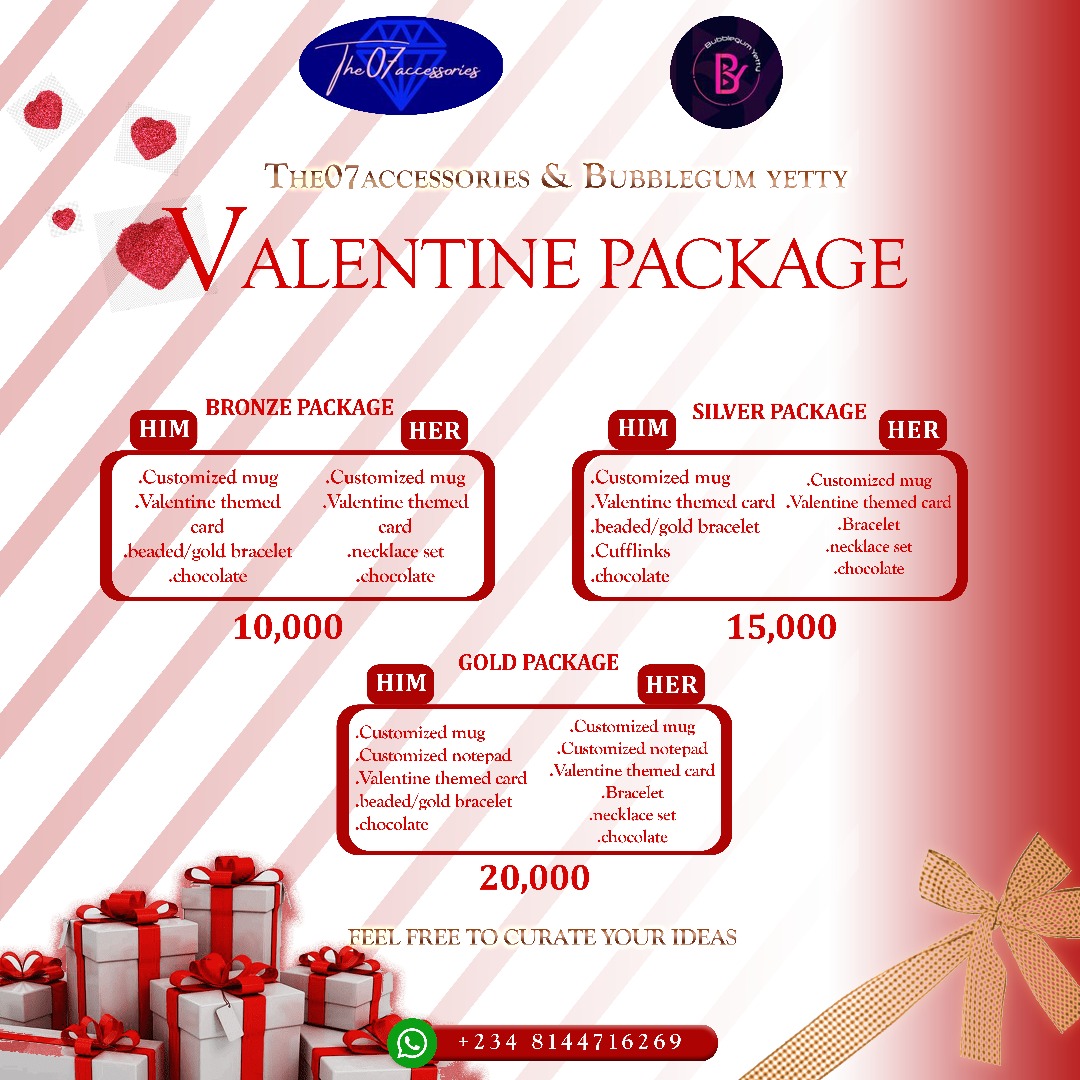 The07accessories
Bubblegum yetty
BY
The07accessories & Bubblegum yetty
Valentine package
BRONZE PACKAGE
HIM
HER
.Customized mug
.Valentine themed
card
.beaded/gold bracelet
.chocolate
.Customized mug
.Valentine themed
card
.necklace set
.chocolate
10,000
SILVER PACKAGE
HIM
HER
.Customized mug
.Valentine themed card
.beaded/gold bracelet
.Cufflinks
.chocolate
.Customized mug
.Valentine themed card
.Bracelet
.necklace set
.chocolate
15,000
GOLD PACKAGE
HIM
HER
.Customized mug
.Customized notepad
.Valentine themed card
.beaded/gold bracelet
.chocolate
.Customized mug
.Customized notepad
.Valentine themed card
.Bracelet
.necklace set
.chocolate
20,000
FEEL FREE TO CURATE YOUR IDEAS
+234 8144716269